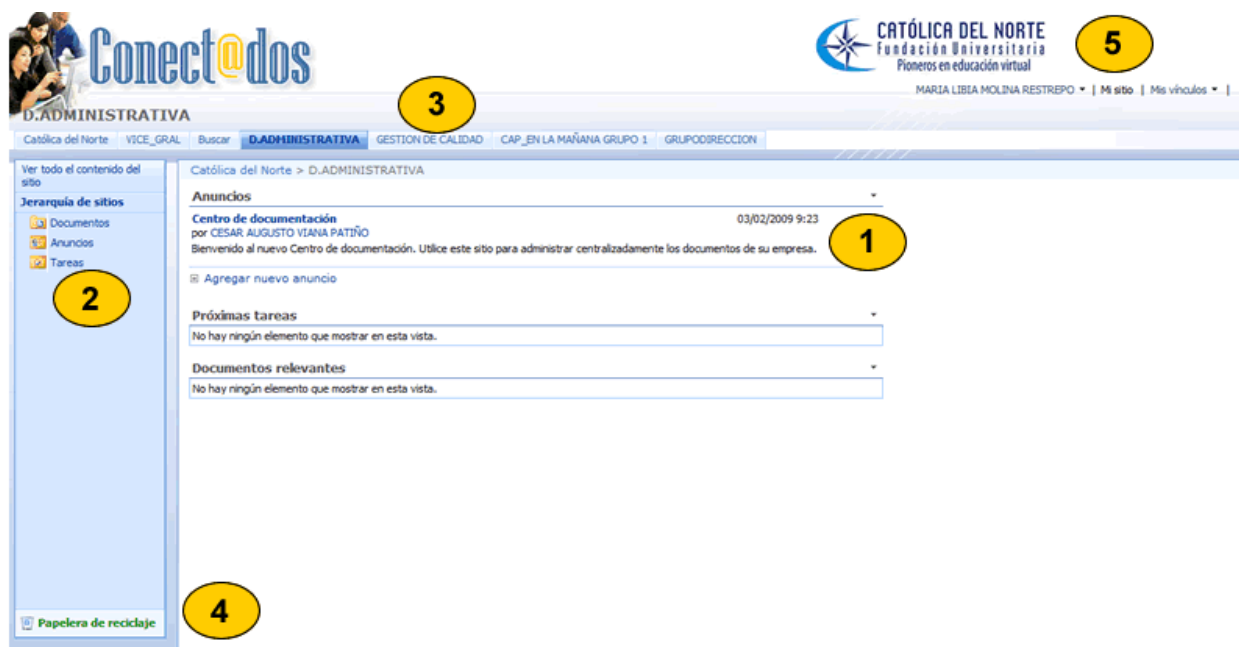 Conect@dos
CATÓLICA DEL NORTE
Fundación Universitaria
Pioneros en educación virtual
5
MARIA LIBIA MOLINA RESTREPO | Mi sitio | Mis vínculos |
3
D.ADMINISTRATIVA
Católica del Norte VICE_GRAL Buscar D.ADMINISTRATIVA GESTION DE CALIDAD CAP_EN LA MAÑANA GRUPO 1 GRUPODIRECCION
Ver todo el contenido del
sitio
Jerarquía de sitios
Documentos
Anuncios
Tareas
2
Papelera de reciclaje
4
Católica del Norte > D.ADMINISTRATIVA
Anuncios
Centro de documentación 03/02/2009 9:23
por CESAR AUGUSTO VIANA PATIÑO
Bienvenido al nuevo Centro de documentación. Utilice este sitio para administrar centralizadamente los documentos de su empresa.
1
Agregar nuevo anuncio
Próximas tareas
No hay ningún elemento que mostrar en esta vista.
Documentos relevantes
No hay ningún elemento que mostrar en esta vista.